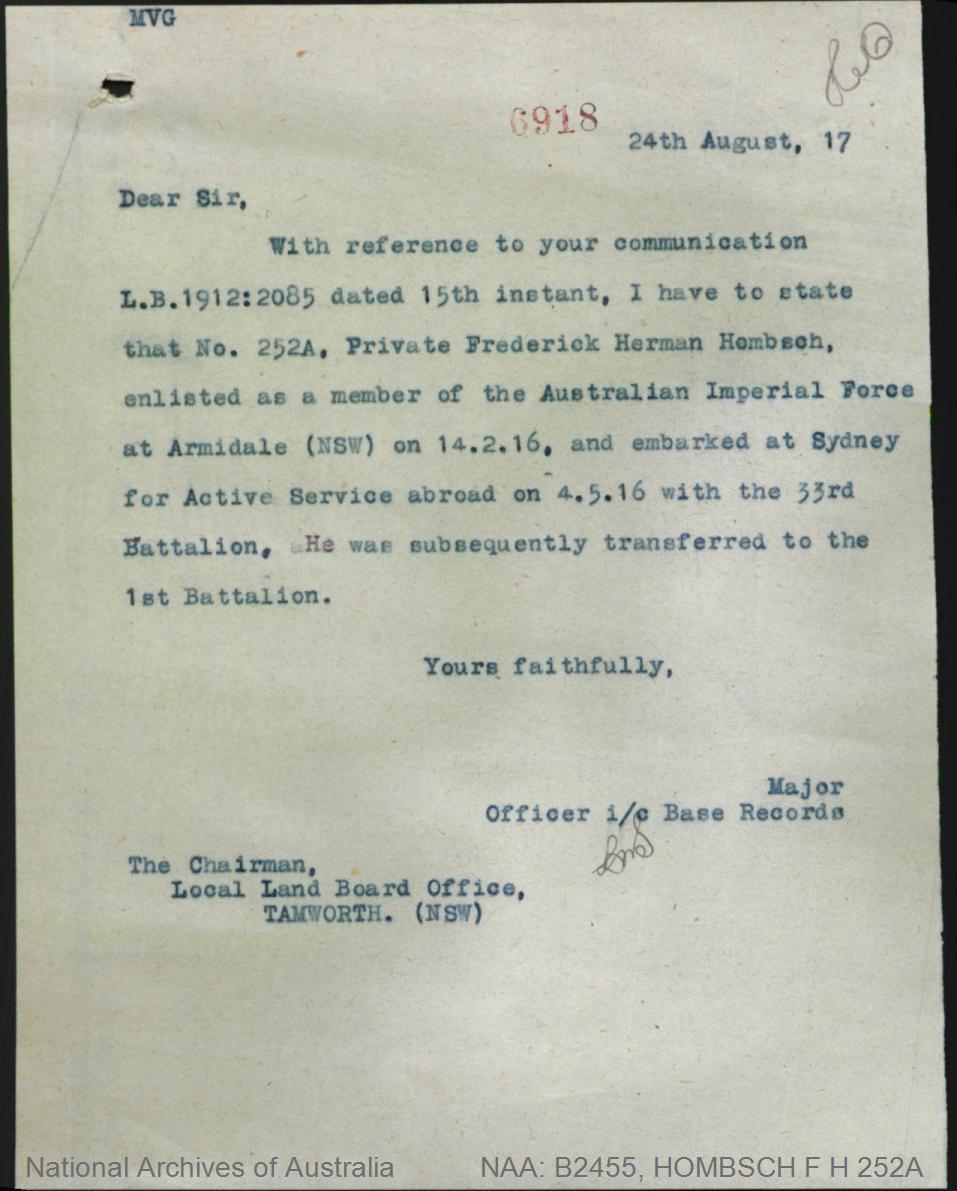 MVG
6918
24th August, 17
Dear Sir,
With reference to your communication
L.B.1912:2085 dated 15th instant, I have to state
that No. 252A, Private Frederick Herman Hombsch,
enlisted as a member of the Australian Imperial Force
at Armidale (NSW) on 14.2.16, and embarked at Sydney
for Active Service abroad on 4.5.16 with the 33rd
Battalion, He was subsequently transferred to the
1st Battalion.
Yours faithfully,
Major
Officer i/c Base Records
The Chairman,
Local Land Board Office,
TAMWORTH. (NSW)
National Archives of Australia
NAA: B2455, HOMBSCH F H 252A